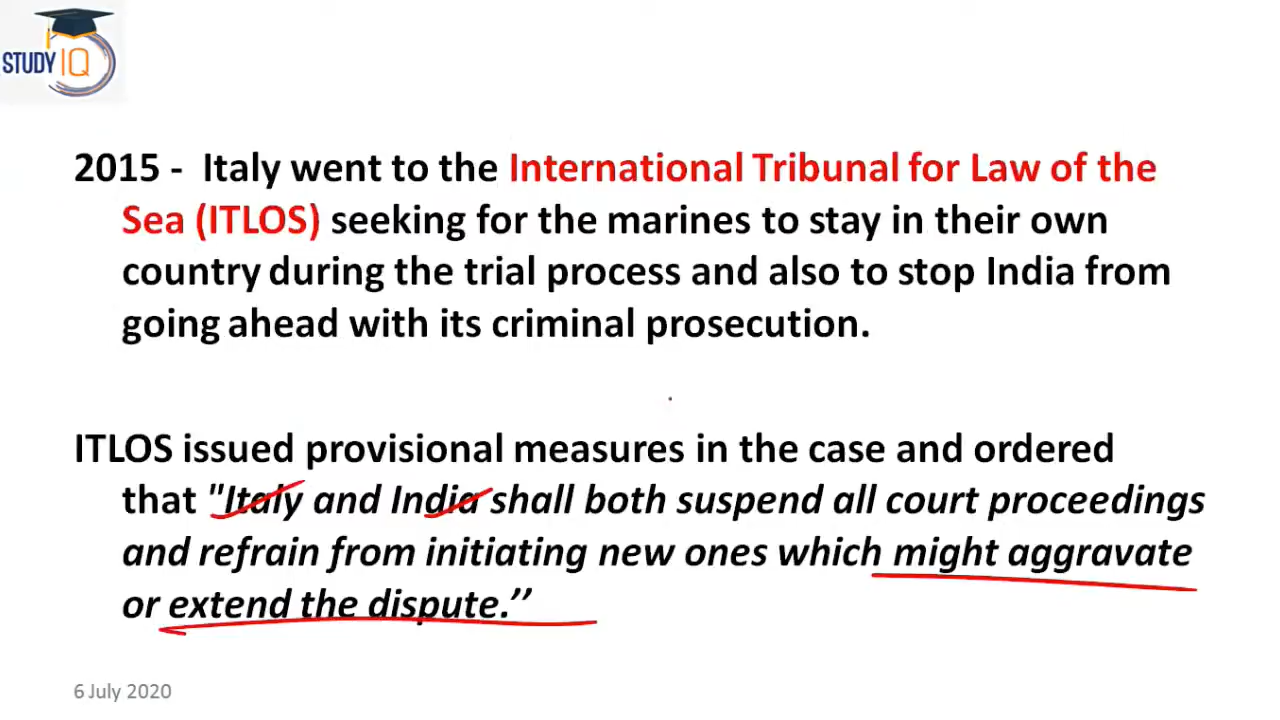 STUDY IQ
2015 - Italy went to the International Tribunal for Law of the
Sea (ITLOS) seeking for the marines to stay in their own
country during the trial process and also to stop India from
going ahead with its criminal prosecution.
ITLOS issued provisional measures in the case and ordered
that "Italy and India shall both suspend all court proceedings
and refrain from initiating new ones which might aggravate
or extend the dispute.’’
6 July 2020